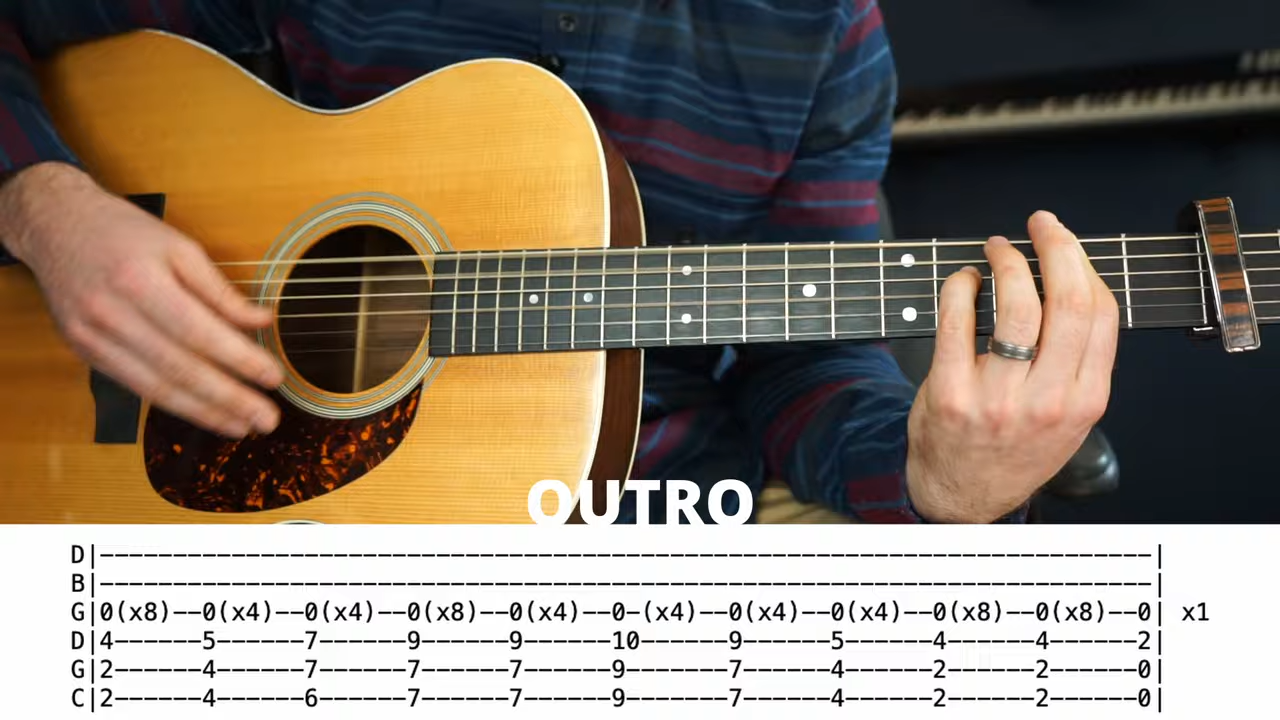 OUTRO
D|------------------------------------------------------------------------|
B|------------------------------------------------------------------------|
G|0(x8)--0(x4)--0(x4)--0(x8)--0(x4)--0-(x4)--0(x4)--0(x4)--0(x8)--0(x8)--0| x1
D|4------5------7------9------9------10------9------5------4------4------2|
G|2------4------7------7------7------9-------7------4------2------2------0|
C|2------4------6------7------7------9-------7------4------2------2------0|